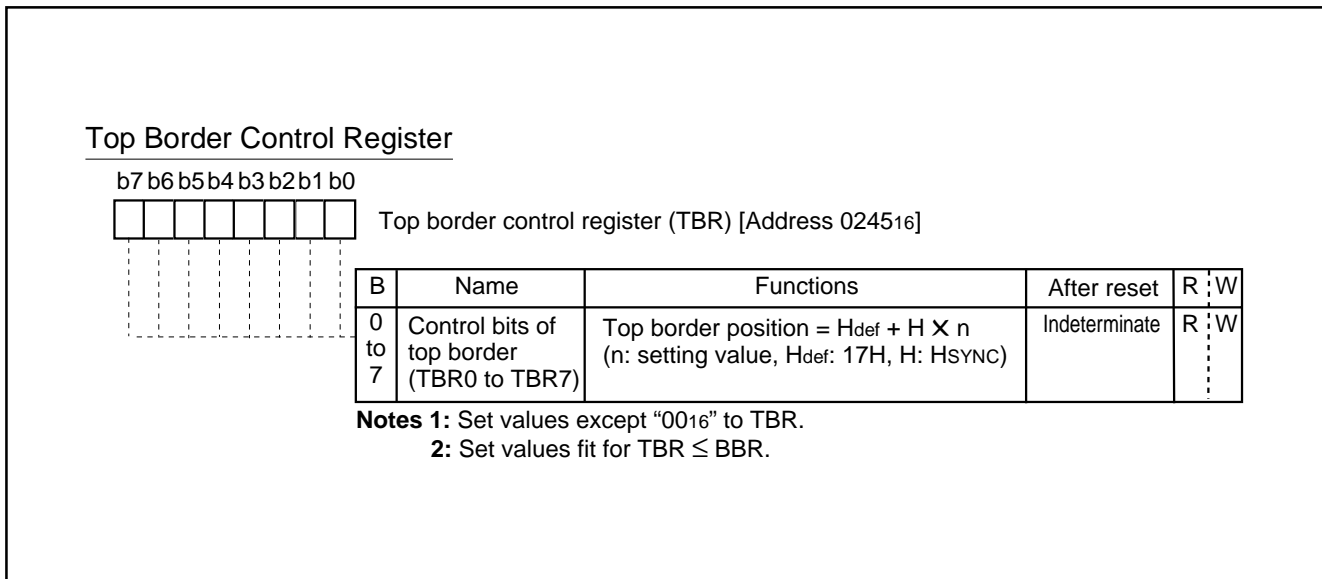 Top Border Control Register
b7 b6 b5 b4 b3 b2 b1 b0
Top border control register (TBR) [Address 024516]
B Name Functions After reset R W
0 to 7 Control bits of top border (TBR0 to TBR7) Top border position = Hdef + H X n (n: setting value, Hdef: 17H, H: HSYNC) Indeterminate R W
Notes 1: Set values except “0016” to TBR.
2: Set values fit for TBR ≤ BBR.